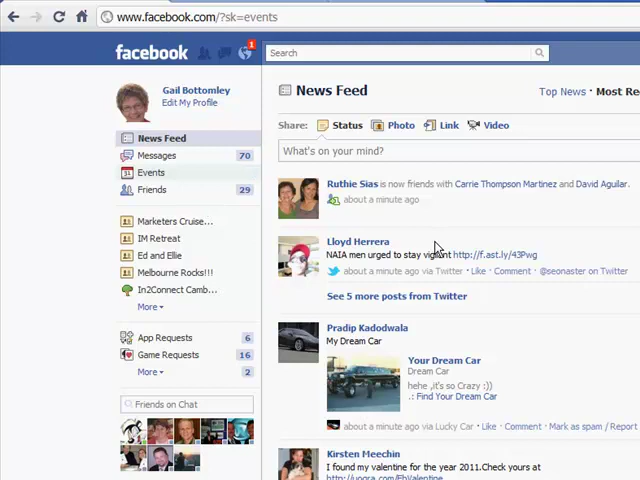 www.facebook.com/?sk=events
facebook
1
Search
Gail Bottomley
Edit My Profile
News Feed
Messages 70
Events
Friends 29
Marketers Cruise...
IM Retreat
Ed and Ellie
Melbourne Rocks!!!
In2Connect Camb...
More
App Requests 6
Game Requests 16
More 2
Friends on Chat
News Feed
Top News · Most Re
Share: Status Photo Link Video
What's on your mind?
Ruthie Sias is now friends with Carrie Thompson Martinez and David Aguilar.
about a minute ago
Lloyd Herrera
NAIA men urged to stay vigilant http://f.ast.ly/43Pwg
about a minute ago via Twitter · Like · Comment · @seonaster on Twitter
See 5 more posts from Twitter
Pradip Kadodwala
My Dream Car
Your Dream Car
Dream Car
hehe ,it's so Crazy :))
.: Find Your Dream Car
about a minute ago via Lucky Car · Like · Comment · Mark as spam / Report
Kirsten Meechin
I found my valentine for the year 2011.Check yours at
http://uogra.com/FbValentine